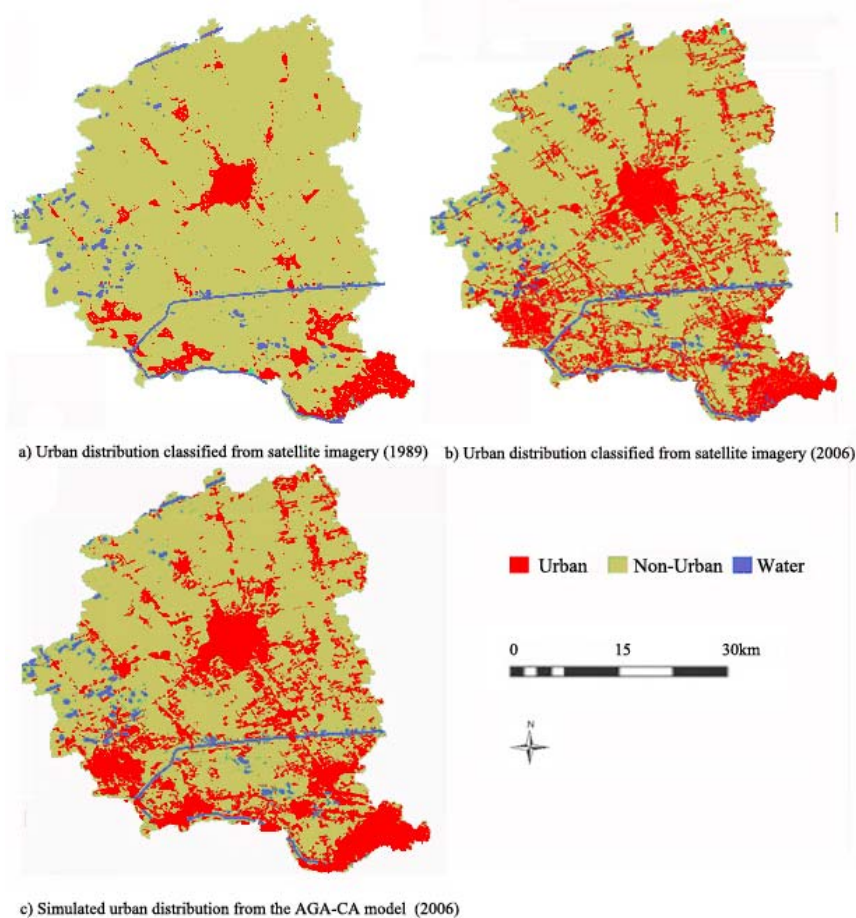 a) Urban distribution classified from satellite imagery (1989)
b) Urban distribution classified from satellite imagery (2006)
Urban
Non-Urban
Water
0 15 30km
N
c) Simulated urban distribution from the AGA-CA model (2006)